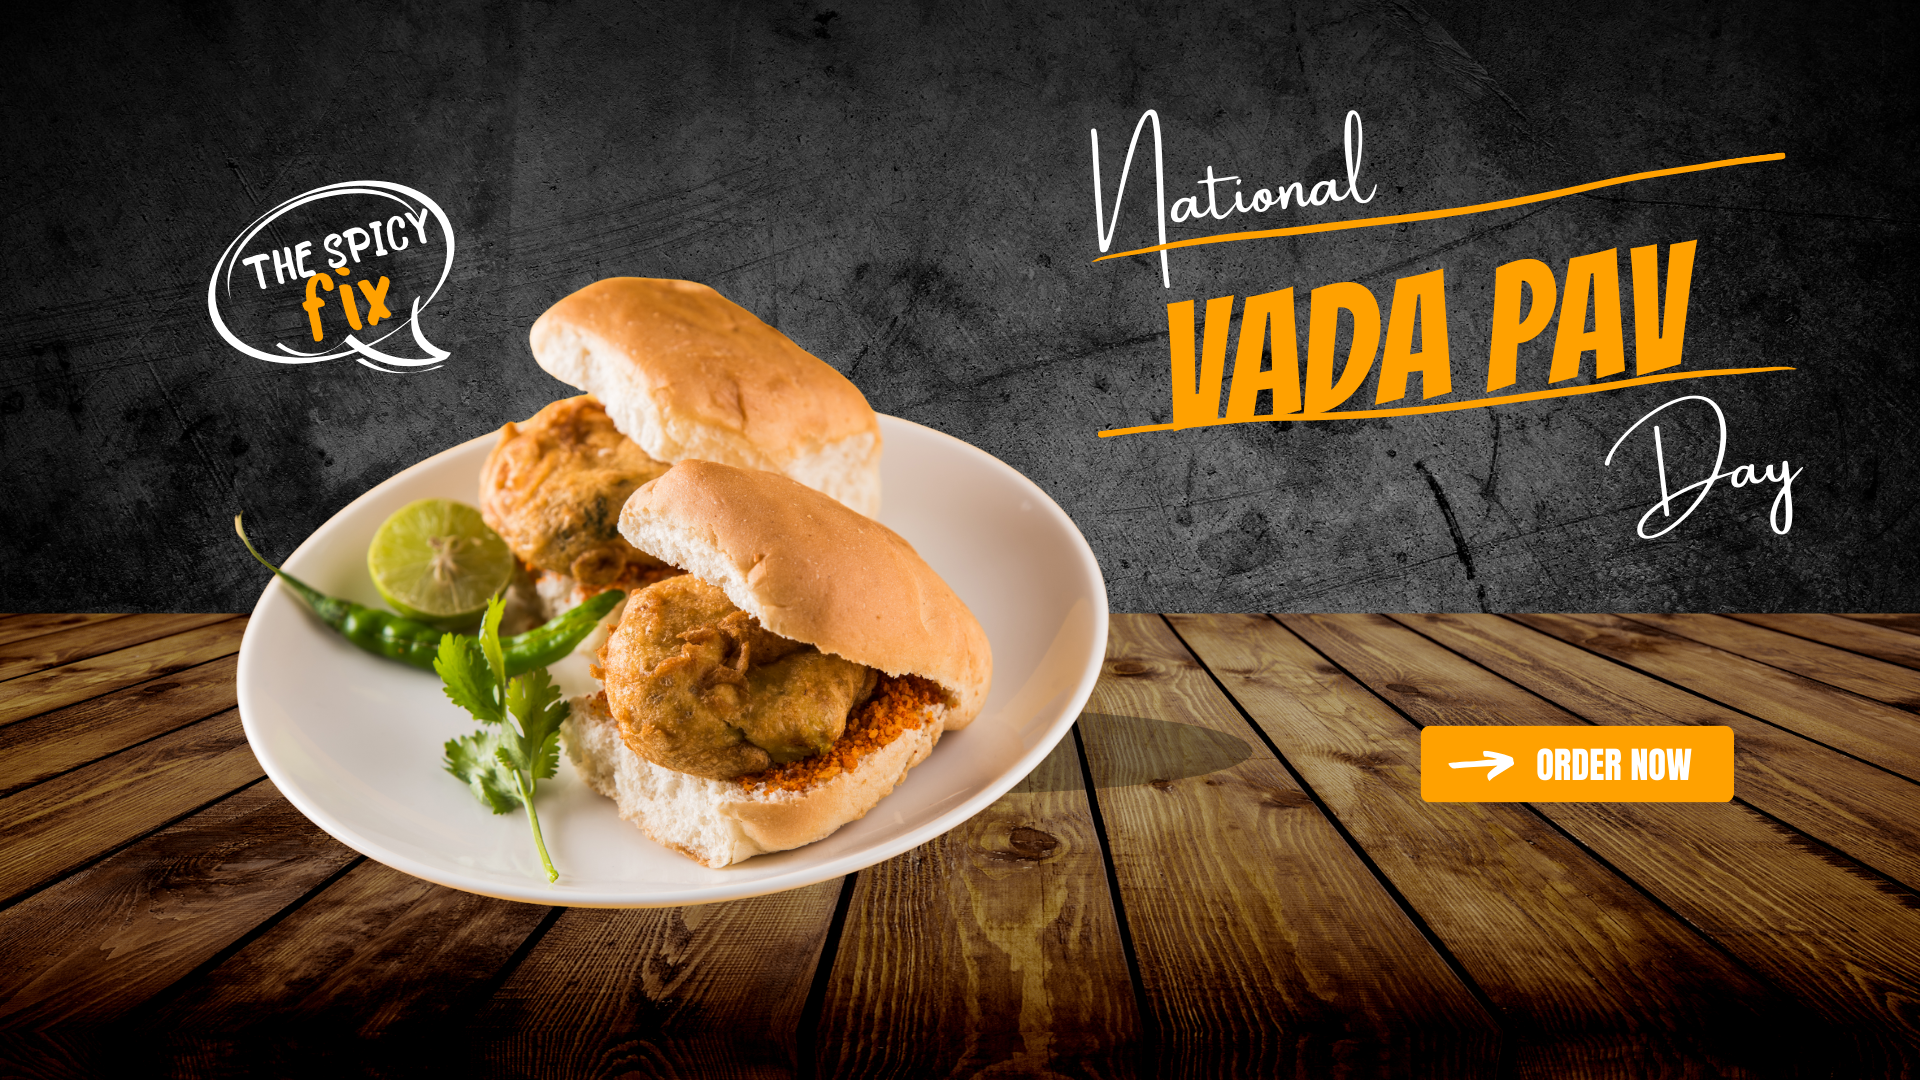 THE SPICY
fix
National
VADA PAV
Day
ORDER NOW